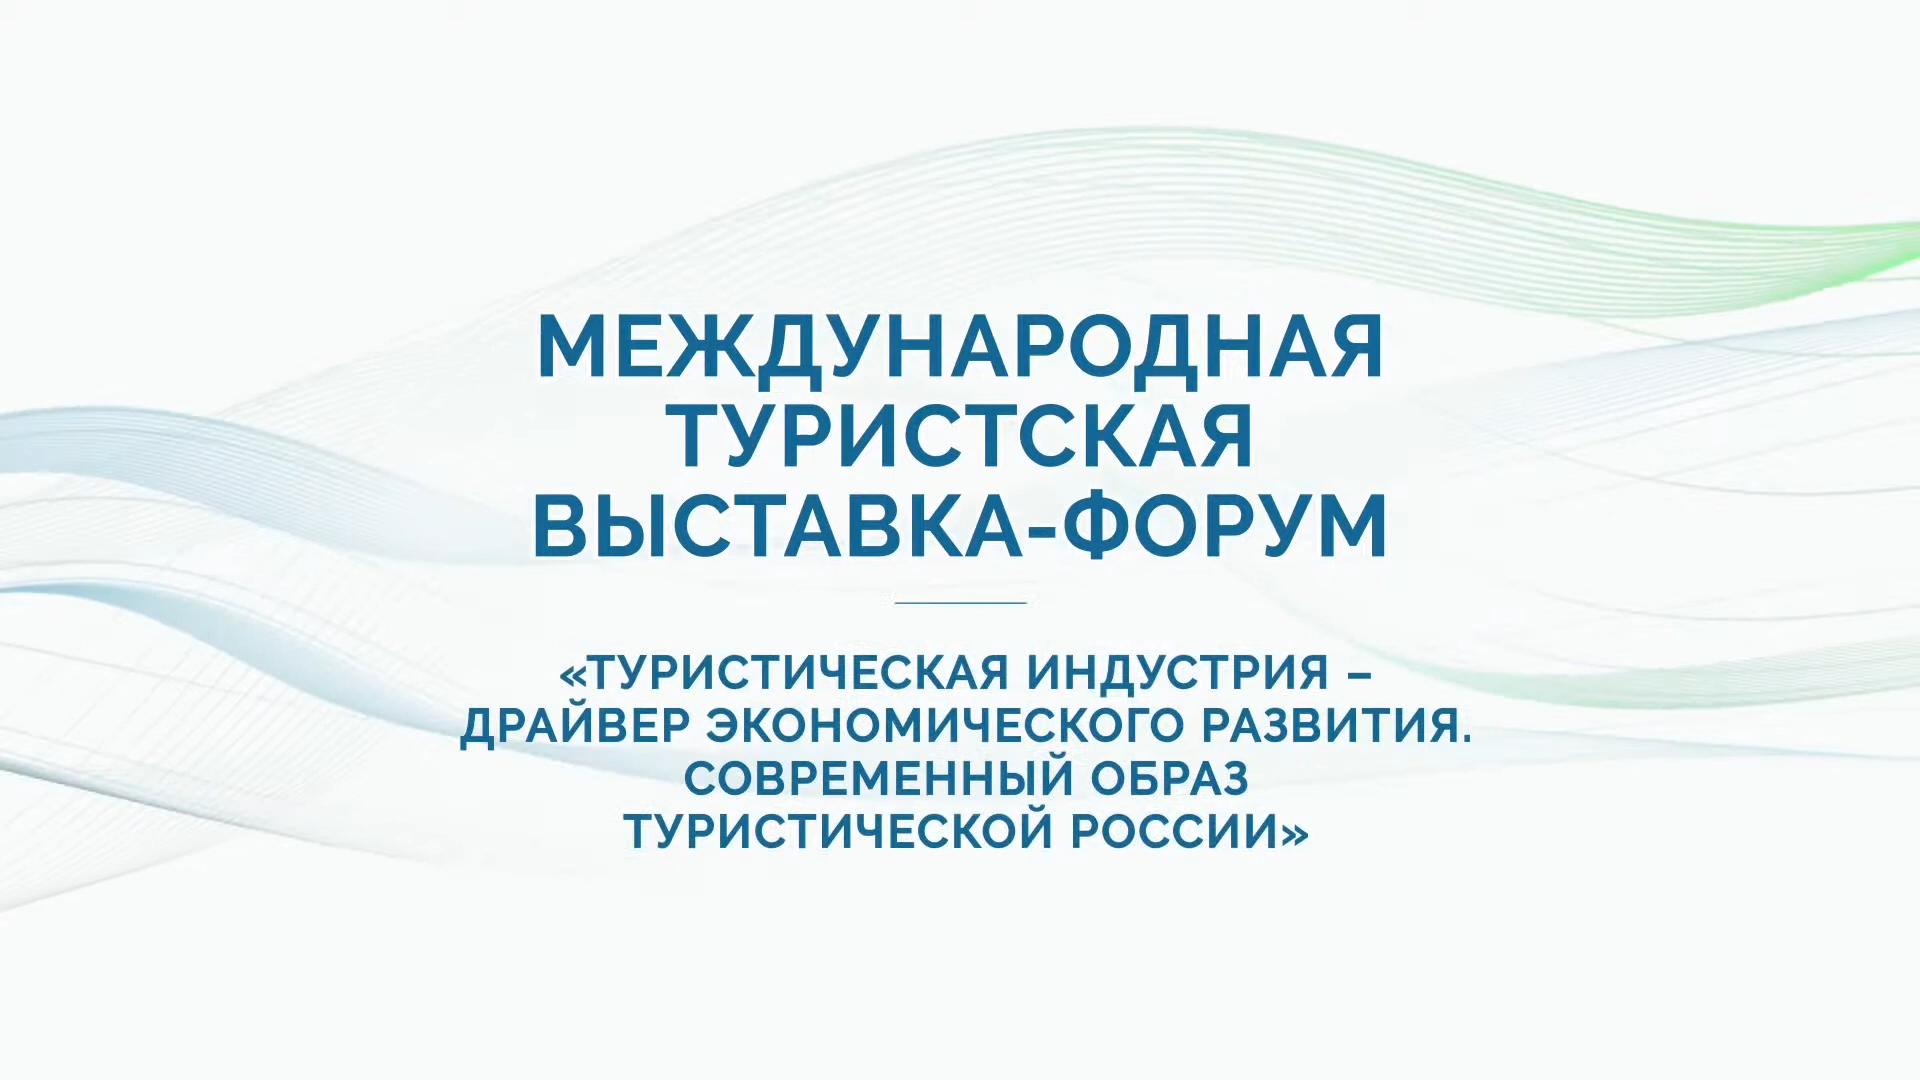 МЕЖДУНАРОДНАЯ
ТУРИСТСКАЯ
ВЫСТАВКА-ФОРУМ
«ТУРИСТИЧЕСКАЯ ИНДУСТРИЯ –
ДРАЙВЕР ЭКОНОМИЧЕСКОГО РАЗВИТИЯ.
СОВРЕМЕННЫЙ ОБРАЗ
ТУРИСТИЧЕСКОЙ РОССИИ»